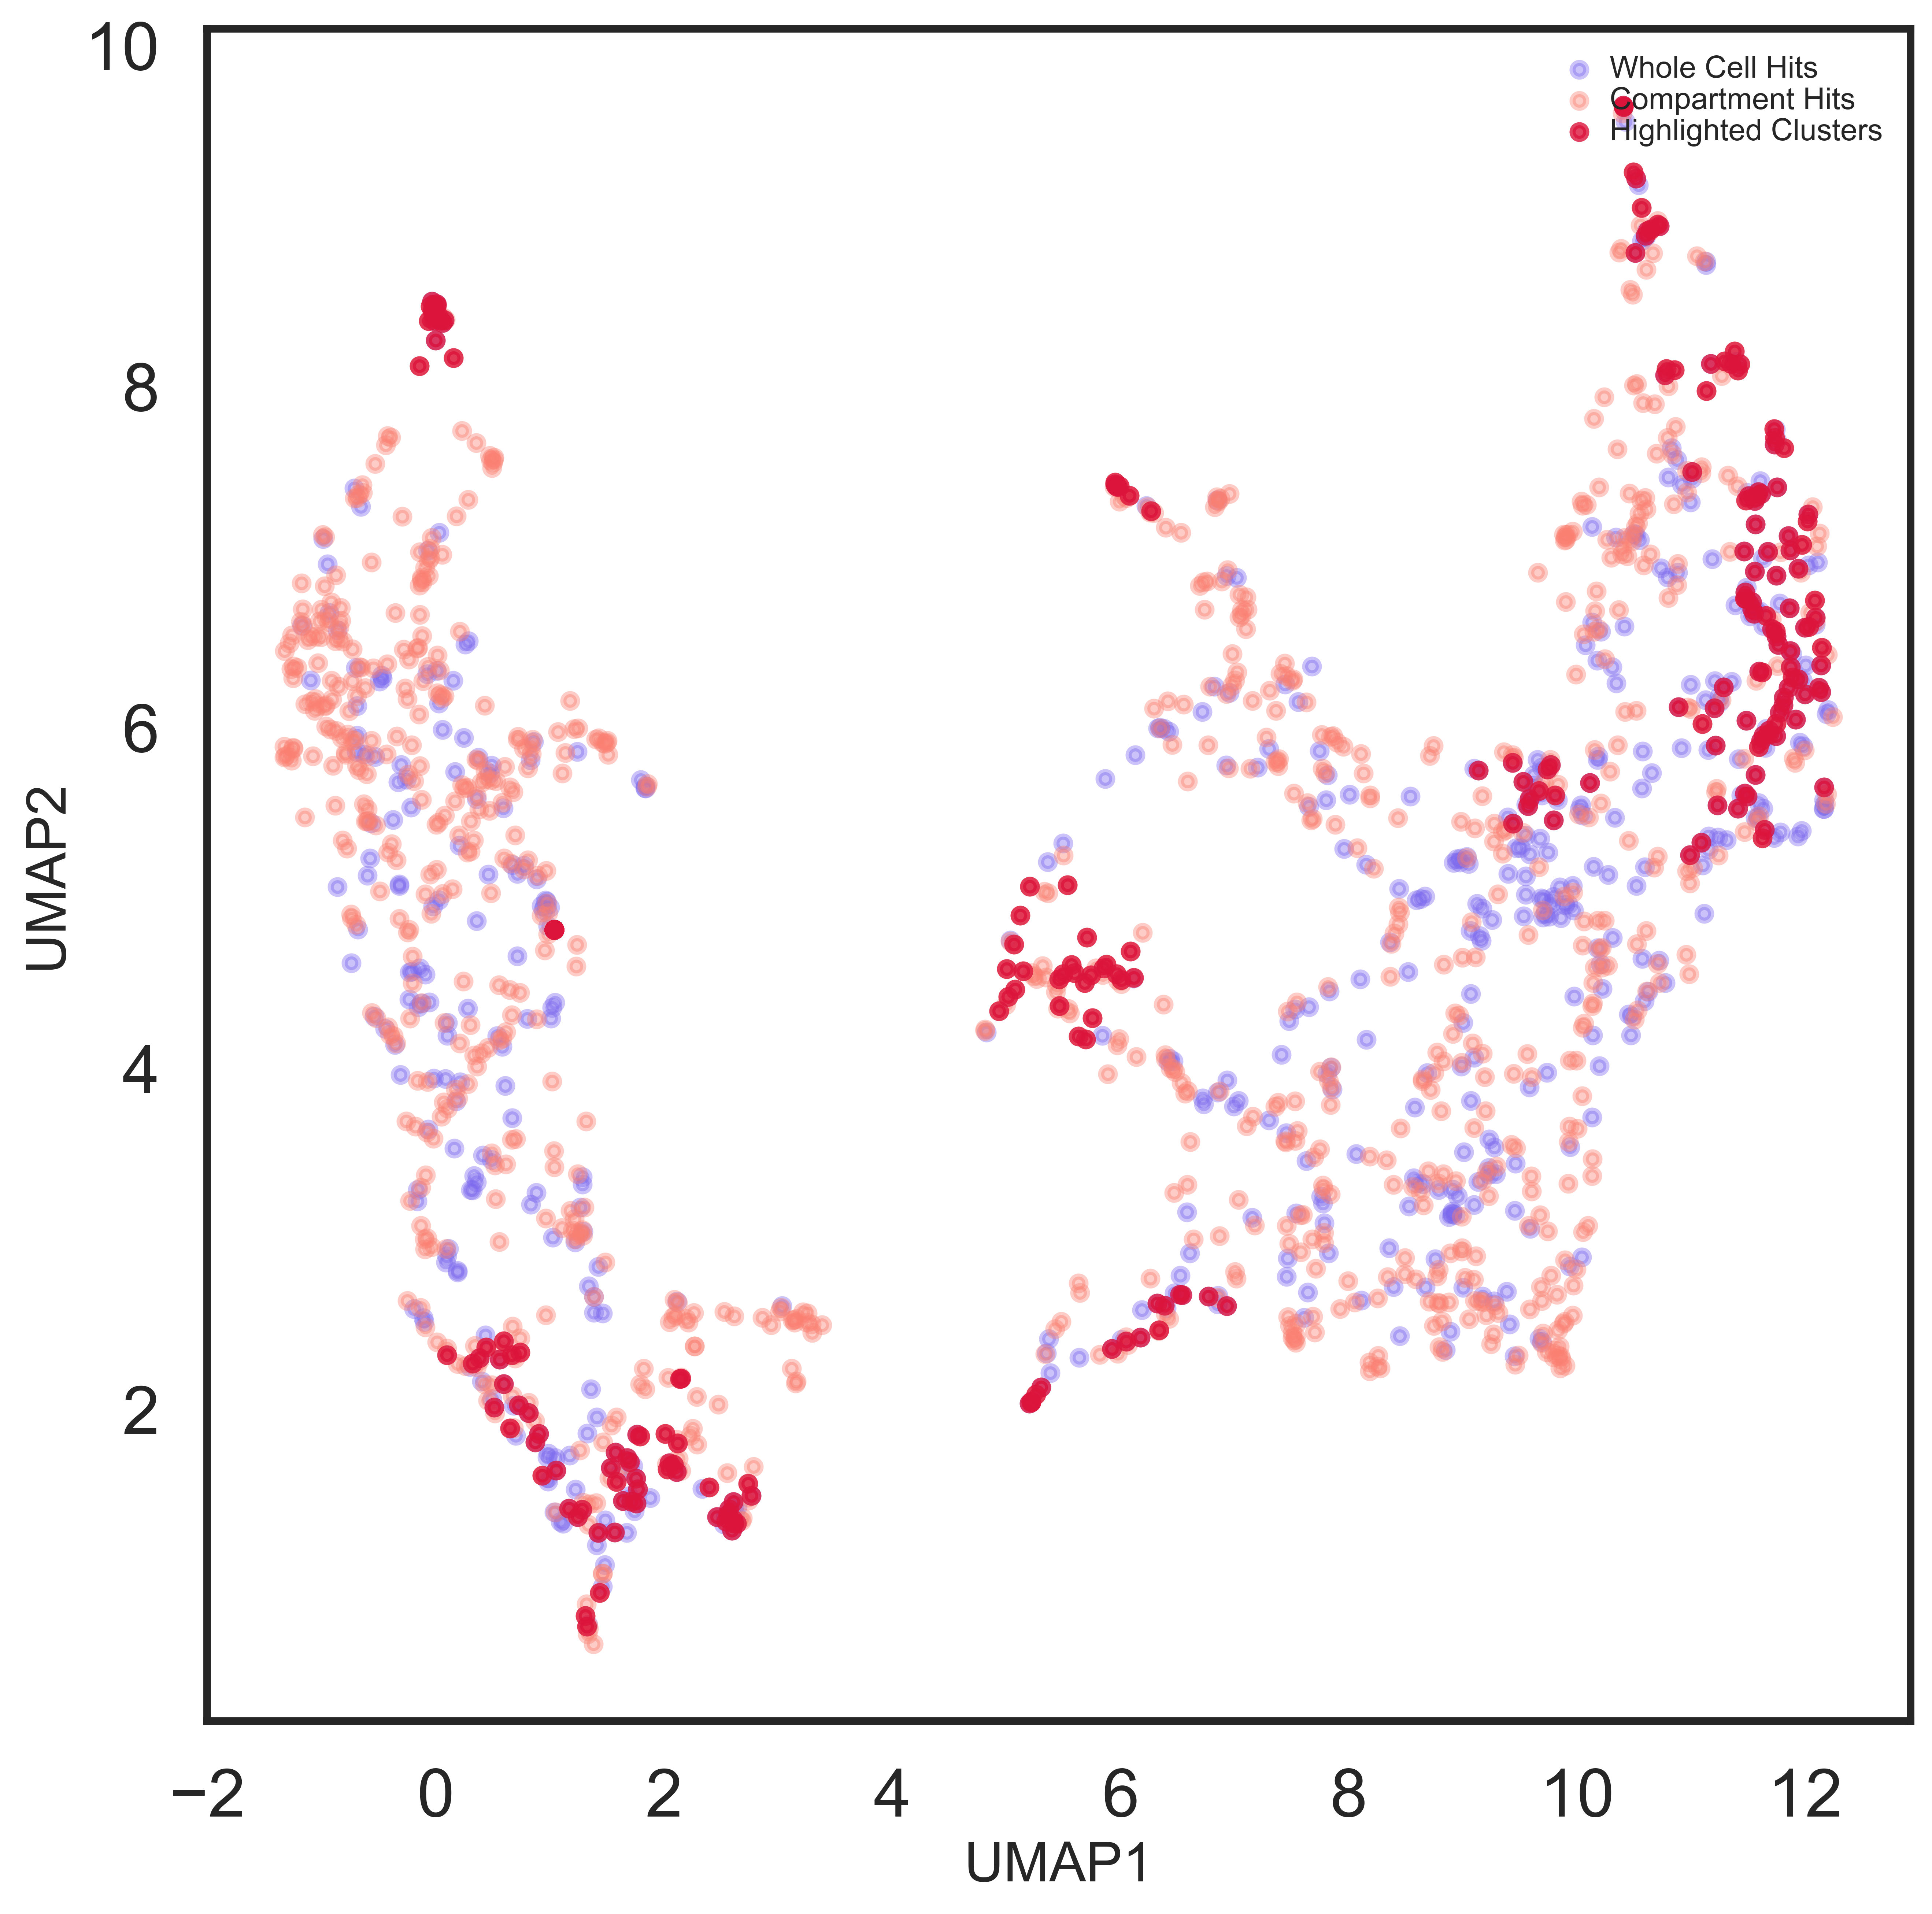 10
Whole Cell Hits
Compartment Hits
Highlighted Clusters
8
6
4
2
UMAP2
−2 0 2 4 6 8 10 12
UMAP1